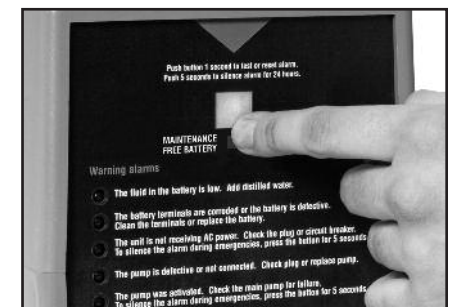 Push button 1 second to test or reset alarm.
Push 5 seconds to silence alarm for 24 hours.
MAINTENANCE
FREE BATTERY
Warning alarms
The fluid in the battery is low. Add distilled water.
The battery terminals are corroded or the battery is defective.
Clean the terminals or replace the battery.
The unit is not receiving AC power. Check the plug or circuit breaker.
To silence the alarm during emergencies, press the button for 5 seconds
The pump is defective or not connected. Check plug or replace pump.
The pump was activated. Check the main pump for failure.
To silence the alarm during emergencies, press the button for 5 seconds